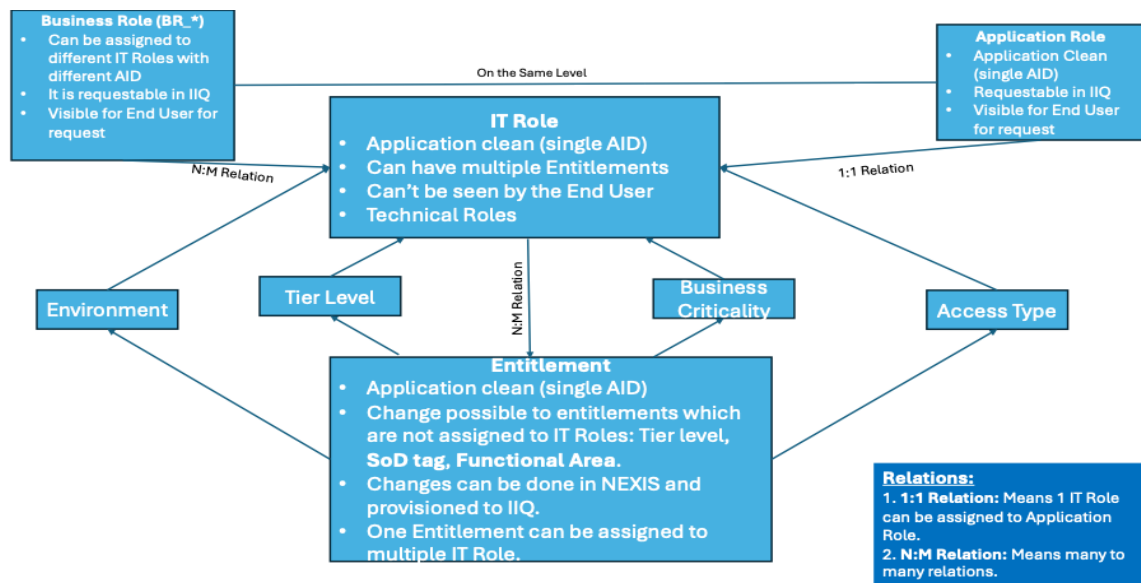 Business Role (BR_*)
• Can be assigned to
different IT Roles with
different AID
• It is requestable in IIQ
• Visible for End User for
request
On the Same Level
Application Role
• Application Clean
(single AID)
• Requestable in IIQ
• Visible for End User
for request
N:M Relation
IT Role
• Application clean (single AID)
• Can have multiple Entitlements
• Can’t be seen by the End User
• Technical Roles
1:1 Relation
Environment
Tier Level
N:M Relation
Business
Criticality
Access Type
Entitlement
• Application clean (single AID)
• Change possible to entitlements which
are not assigned to IT Roles: Tier level,
SoD tag, Functional Area.
• Changes can be done in NEXIS and
provisioned to IIQ.
• One Entitlement can be assigned to
multiple IT Role.
Relations:
1. 1:1 Relation: Means 1 IT Role
can be assigned to Application
Role.
2. N:M Relation: Means many to
many relations.